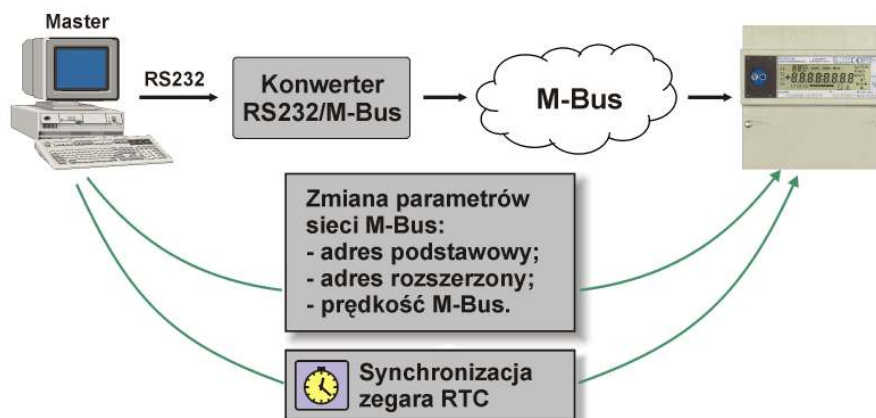 Master
RS232
Konwerter
RS232/M-Bus
M-Bus
Zmiana parametrów
sieci M-Bus:
- adres podstawowy;
- adres rozszerzony;
- prędkość M-Bus.
Synchronizacja
zegara RTC